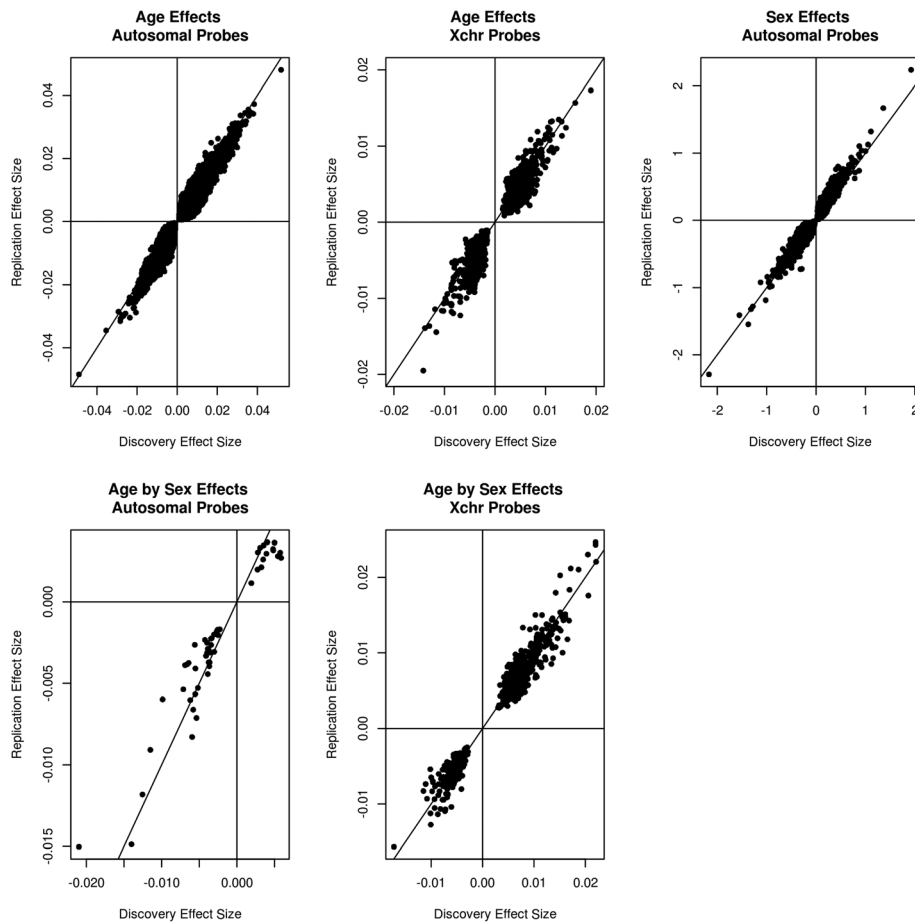 Age Effects
Autosomal Probes
Replication Effect Size
0.04
0.02
0.00
-0.02
-0.04
-0.04
-0.02
0.00
0.02
0.04
Discovery Effect Size
Age Effects
Xchr Probes
Replication Effect Size
0.02
0.01
0.00
-0.01
-0.02
-0.02
-0.01
0.00
0.01
0.02
Discovery Effect Size
Sex Effects
Autosomal Probes
Replication Effect Size
2
1
0
-1
-2
-2
-1
0
1
2
Discovery Effect Size
Age by Sex Effects
Autosomal Probes
Replication Effect Size
0.000
-0.005
-0.010
-0.015
-0.020
-0.010
0.000
Discovery Effect Size
Age by Sex Effects
Xchr Probes
Replication Effect Size
0.02
0.01
0.00
-0.01
-0.01
0.00
0.01
0.02
Discovery Effect Size